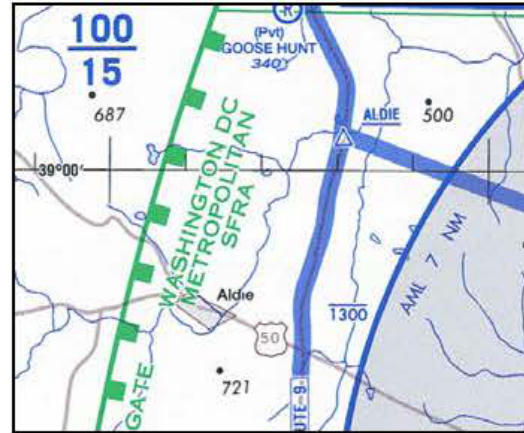 100
15
R
(Pvt)
GOOSE HUNT
340
ALDIE
500
687
39°00'
WASHINGTON DC
METROPOLITAN
SFRA
AML 7 NM
Aldie
1300
50
721
GATE
UTE-9